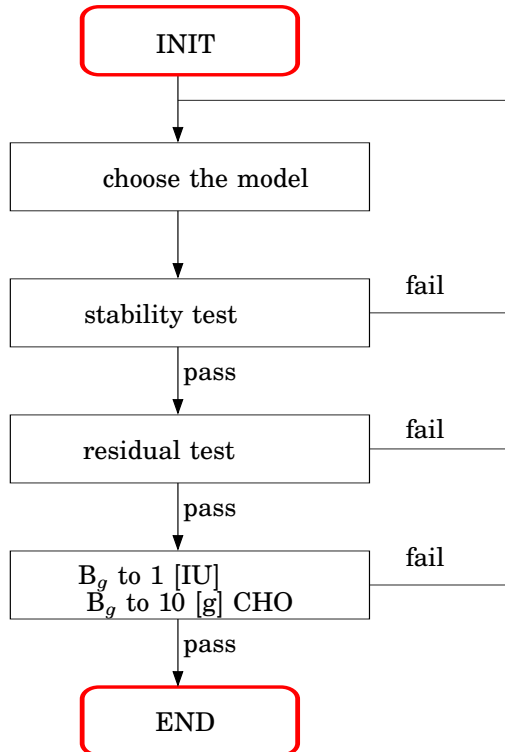 INIT
choose the model
fail
stability test
pass
fail
residual test
pass
fail
B_g to 1 [IU]
B_g to 10 [g] CHO
pass
END